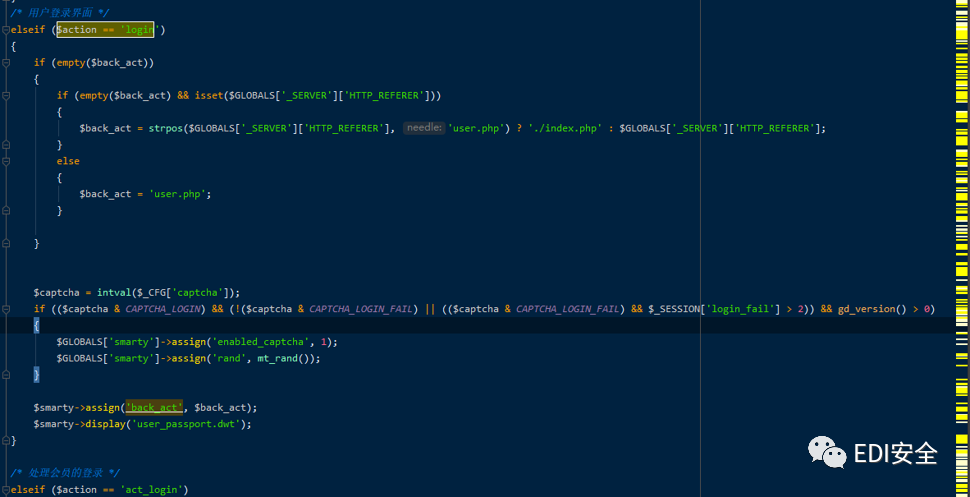 /* 用户登录界面 */
elseif ($action == 'login')
{
if (empty($back_act))
{
if (empty($back_act) && isset($GLOBALS['_SERVER']['HTTP_REFERER']))
{
$back_act = strpos($GLOBALS['_SERVER']['HTTP_REFERER'], needle: 'user.php') ? './index.php' : $GLOBALS['_SERVER']['HTTP_REFERER'];
}
else
{
$back_act = 'user.php';
}
}
$captcha = intval($_CFG['captcha']);
if (($captcha & CAPTCHA_LOGIN) && (!($captcha & CAPTCHA_LOGIN_FAIL) || (($captcha & CAPTCHA_LOGIN_FAIL) && $_SESSION['login_fail'] > 2)) && gd_version() > 0)
{
$GLOBALS['smarty']->assign('enabled_captcha', 1);
$GLOBALS['smarty']->assign('rand', mt_rand());
}
$smarty->assign('back_act', $back_act);
$smarty->display('user_passport.dwt');
}
/* 处理会员的登录 */
elseif ($action == 'act_login')
EDI安全